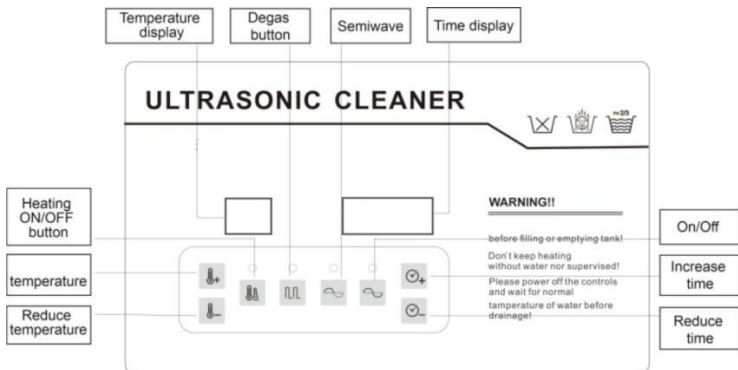 Temperature
display
Degas
button
Semiwave
Time display
ULTRASONIC CLEANER
≈2/3
Heating
ON/OFF
button
temperature
Reduce
temperature
WARNING!!
before filling or emptying tank!
Don't keep heating
without water nor supervised!
Please power off the controls
and wait for normal
tamperature of water before
drainage!
On/Off
Increase
time
Reduce
time